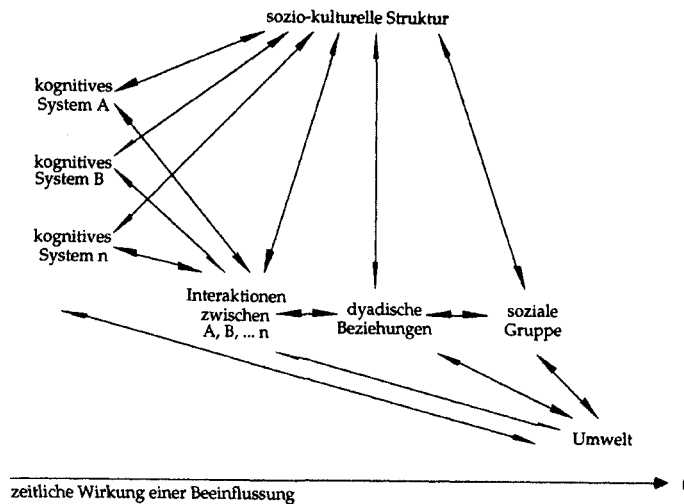 sozio-kulturelle Struktur
kognitives
System A
kognitives
System B
kognitives
System n
Interaktionen
zwischen
A, B, ... n
dyadische
Beziehungen
soziale
Gruppe
Umwelt
zeitliche Wirkung einer Beeinflussung